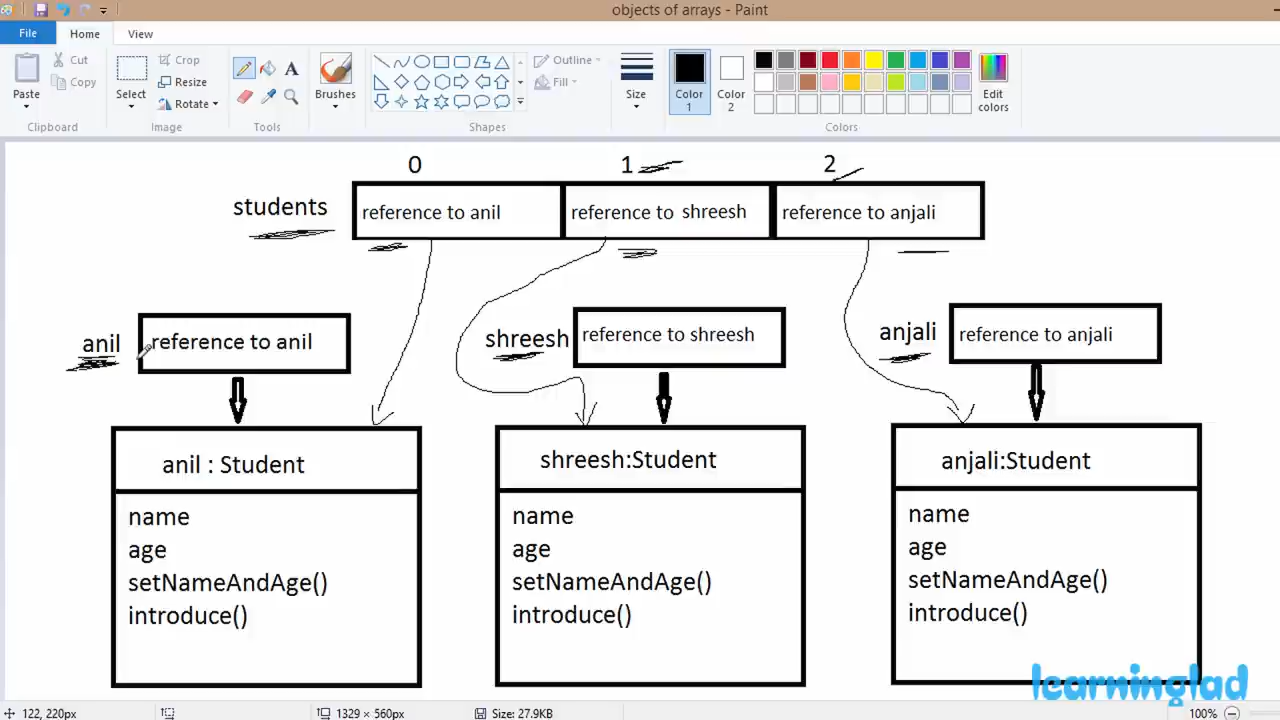 objects of arrays - Paint
File Home View
Paste
Cut
Copy
Clipboard
Select
Crop
Resize
Rotate
Image
A
Tools
Brushes
Outline
Fill
Shapes
Size
Color 1
Color 2
Edit colors
Colors
0 1 2
students
reference to anil reference to shreesh reference to anjali
anil reference to anil
shreesh reference to shreesh
anjali reference to anjali
anil : Student
name
age
setNameAndAge()
introduce()
shreesh:Student
name
age
setNameAndAge()
introduce()
anjali:Student
name
age
setNameAndAge()
introduce()
learninglad
122, 220px 1329 × 560px Size: 27.9KB 100%